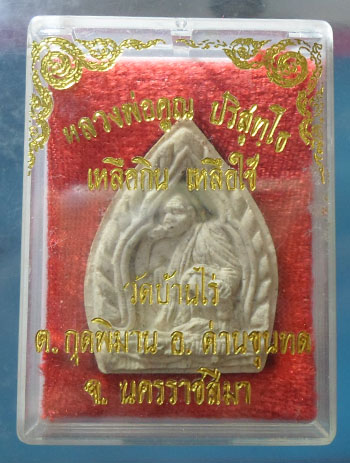 หลวงพ่อคูณ ปริสุทฺโธ
เหลือกิน เหลือใช้
วัดบ้านไร่
ต. กุดพิมาน อ. ด่านขุนทด
จ. นครราชสีมา